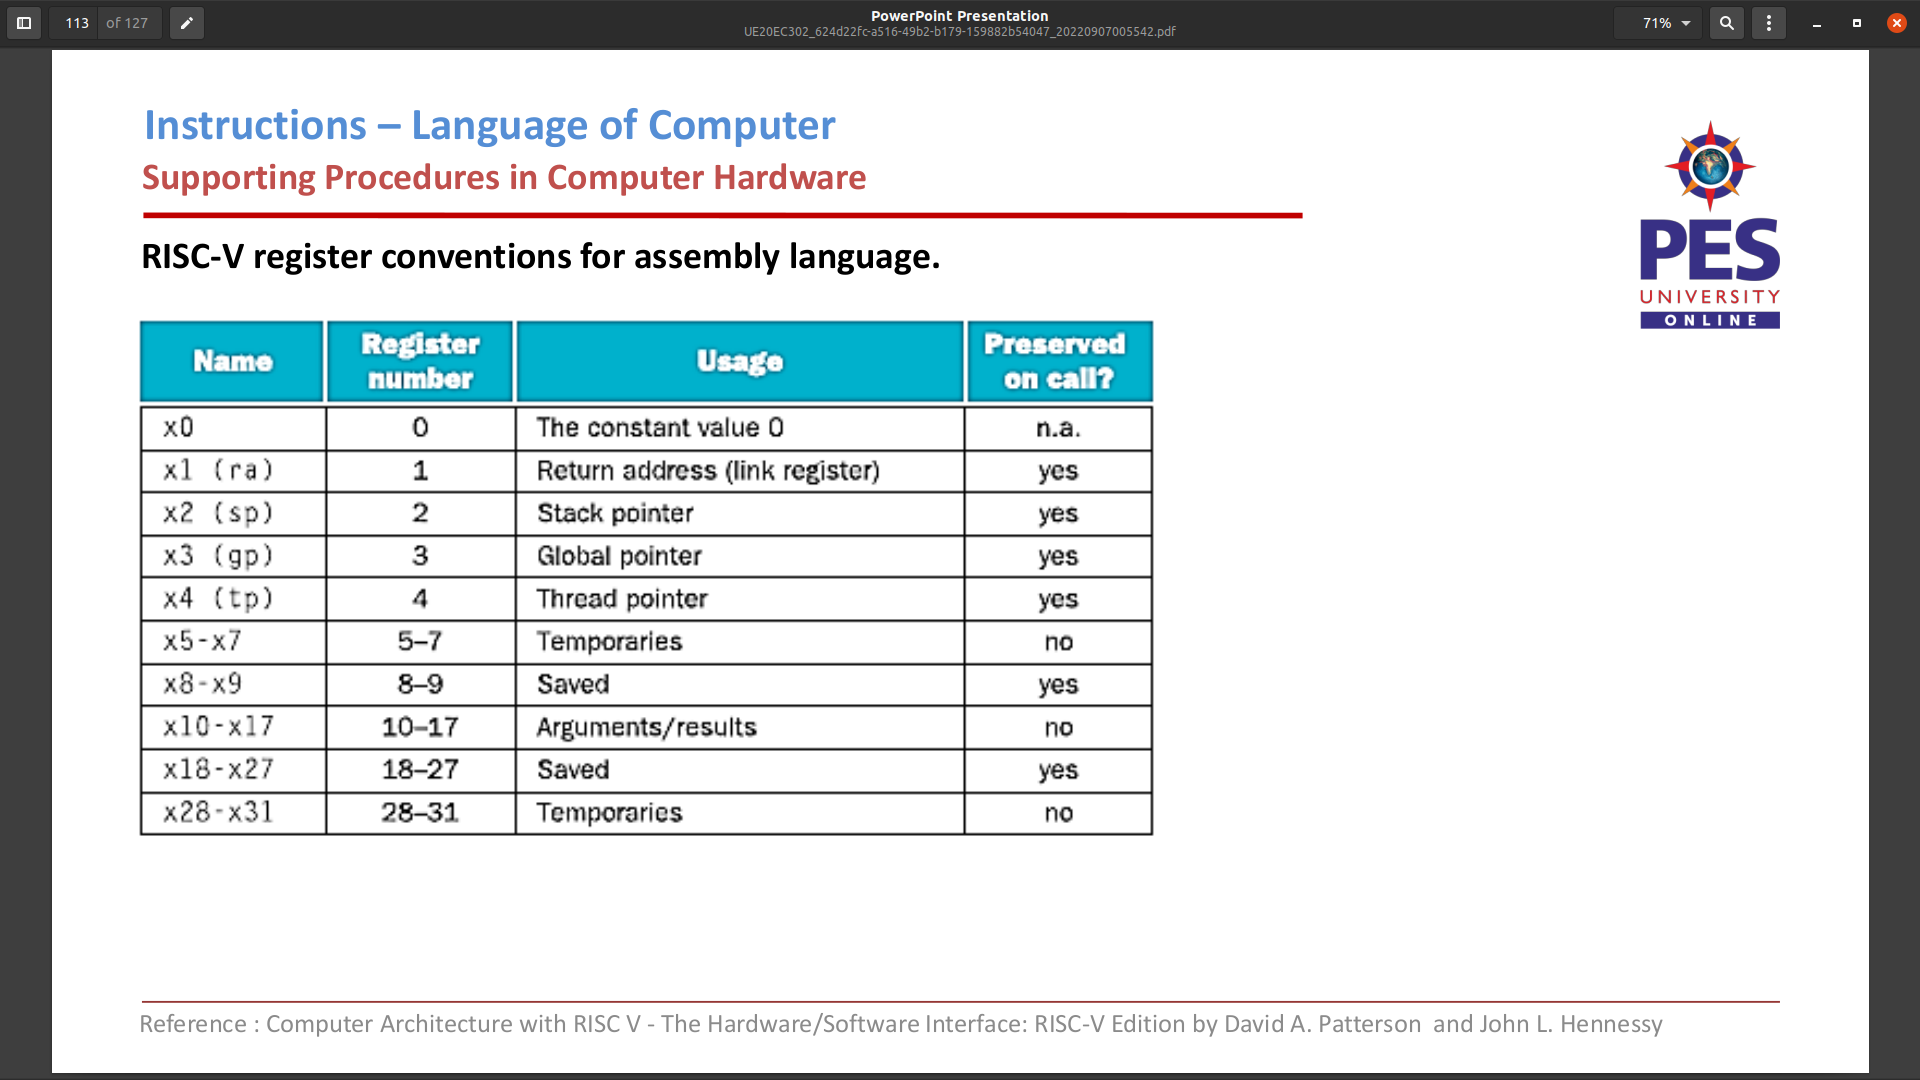 113 of 127
PowerPoint Presentation
UE20EC302_624d22fc-a516-49b2-b179-159882b54047_20220907005542.pdf
71%
Instructions – Language of Computer
Supporting Procedures in Computer Hardware
PES
UNIVERSITY
ONLINE
RISC-V register conventions for assembly language.
Name Register number Usage Preserved on call?
x0 0 The constant value 0 n.a.
x1 (ra) 1 Return address (link register) yes
x2 (sp) 2 Stack pointer yes
x3 (gp) 3 Global pointer yes
x4 (tp) 4 Thread pointer yes
x5-x7 5–7 Temporaries no
x8-x9 8–9 Saved yes
x10-x17 10–17 Arguments/results no
x18-x27 18–27 Saved yes
x28-x31 28–31 Temporaries no
Reference : Computer Architecture with RISC V - The Hardware/Software Interface: RISC-V Edition by David A. Patterson and John L. Hennessy